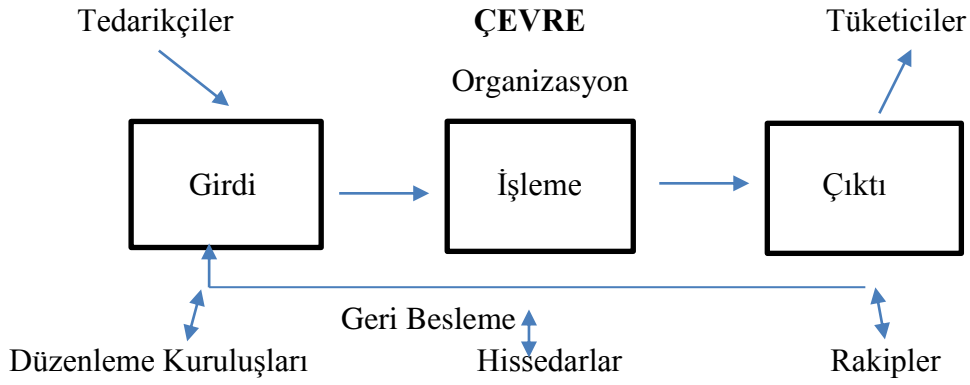 Tedarikçiler ÇEVRE Tüketiciler
Organizasyon
Girdi İşleme Çıktı
Geri Besleme
Düzenleme Kuruluşları Hissedarlar Rakipler